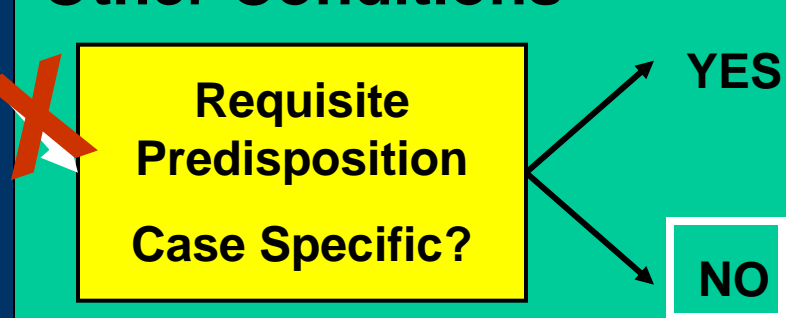 Other Conditions
Requisite
Predisposition
Case Specific?
YES
NO